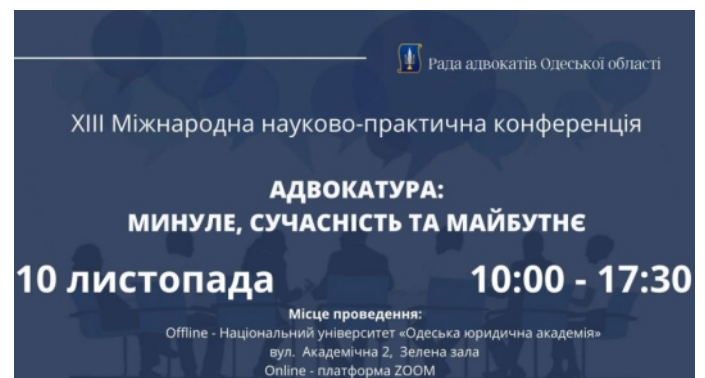 Рада адвокатів Одеської області
XIII Міжнародна науково-практична конференція
АДВОКАТУРА:
МИНУЛЕ, СУЧАСНІСТЬ ТА МАЙБУТНЄ
10 листопада 10:00 - 17:30
Місце проведення:
Offline - Національний університет «Одеська юридична академія»
вул. Академічна 2, Зелена зала
Online - платформа ZOOM